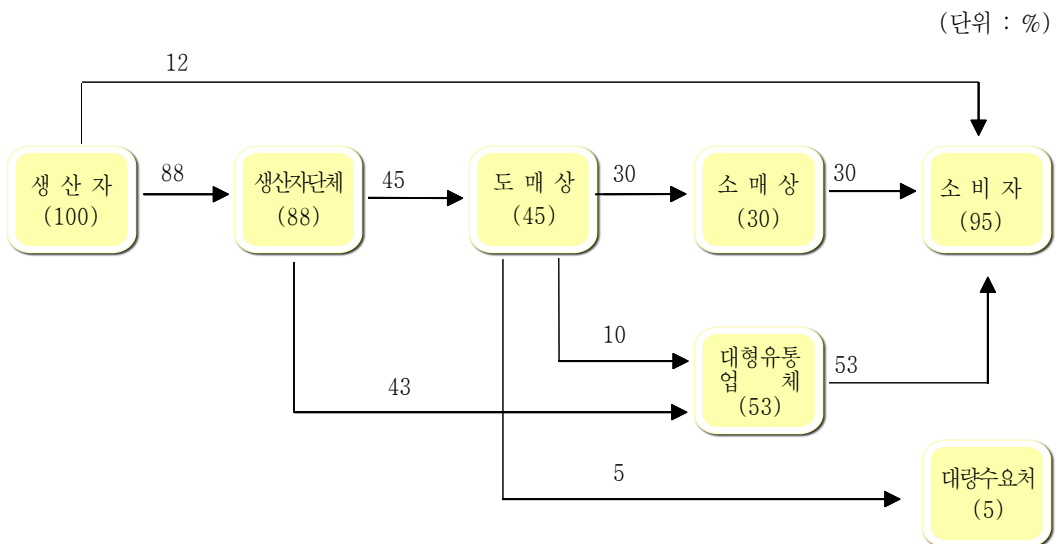 (단위 : %)
12
생 산 자
(100)
88
생산자단체
(88)
45
도 매 상
(45)
30
소 매 상
(30)
30
소 비 자
(95)
10
43
대형유통
업 체
(53)
53
5
대량수요처
(5)